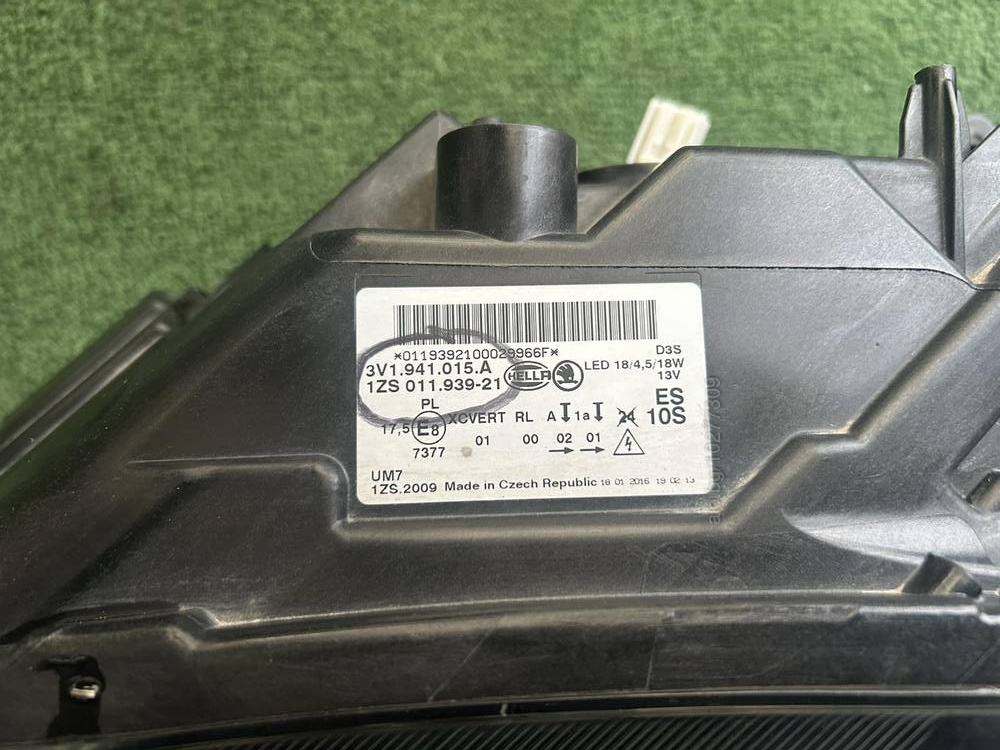 *0119392100029966F*
3V1.941.015.A
1ZS 011.939-21
HELLA
D3S
LED 18/4,5/18W
13V
PL
17,5 E8 XCVERT RL A 1a 24
ES
10S
7377 01 00 02 01
UM7
1ZS.2009 Made in Czech Republic 18 01 2016 19 02 13